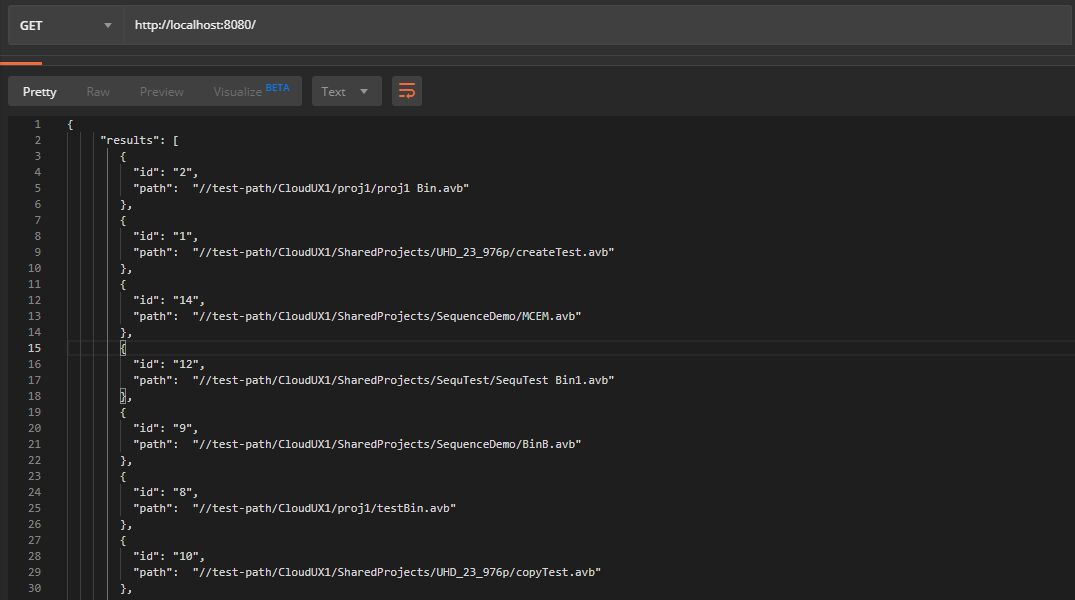 GET http://localhost:8080/
Pretty Raw Preview Visualize BETA Text
1 {
2 "results": [
3 {
4 "id": "2",
5 "path":  "//test-path/CloudUX1/proj1/proj1 Bin.avb"
6 },
7 {
8 "id": "1",
9 "path":  "//test-path/CloudUX1/SharedProjects/UHD_23_976p/createTest.avb"
10 },
11 {
12 "id": "14",
13 "path":  "//test-path/CloudUX1/SharedProjects/SequenceDemo/MCEM.avb"
14 },
15 {
16 "id": "12",
17 "path":  "//test-path/CloudUX1/SharedProjects/SequTest/SequTest Bin1.avb"
18 },
19 {
20 "id": "9",
21 "path":  "//test-path/CloudUX1/SharedProjects/SequenceDemo/BinB.avb"
22 },
23 {
24 "id": "8",
25 "path":  "//test-path/CloudUX1/proj1/testBin.avb"
26 },
27 {
28 "id": "10",
29 "path":  "//test-path/CloudUX1/SharedProjects/UHD_23_976p/copyTest.avb"
30 },